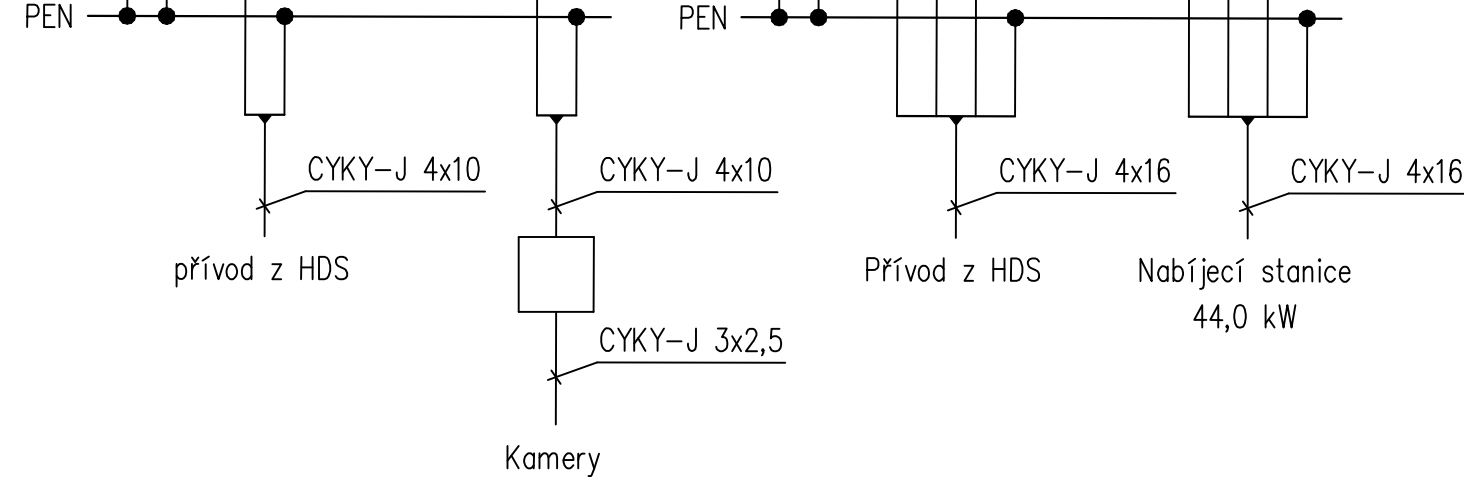 PEN
PEN
CYKY-J 4x10
CYKY-J 4x10
CYKY-J 4x16
CYKY-J 4x16
přívod z HDS
Přívod z HDS
Nabíjecí stanice
44,0 kW
CYKY-J 3x2,5
Kamery